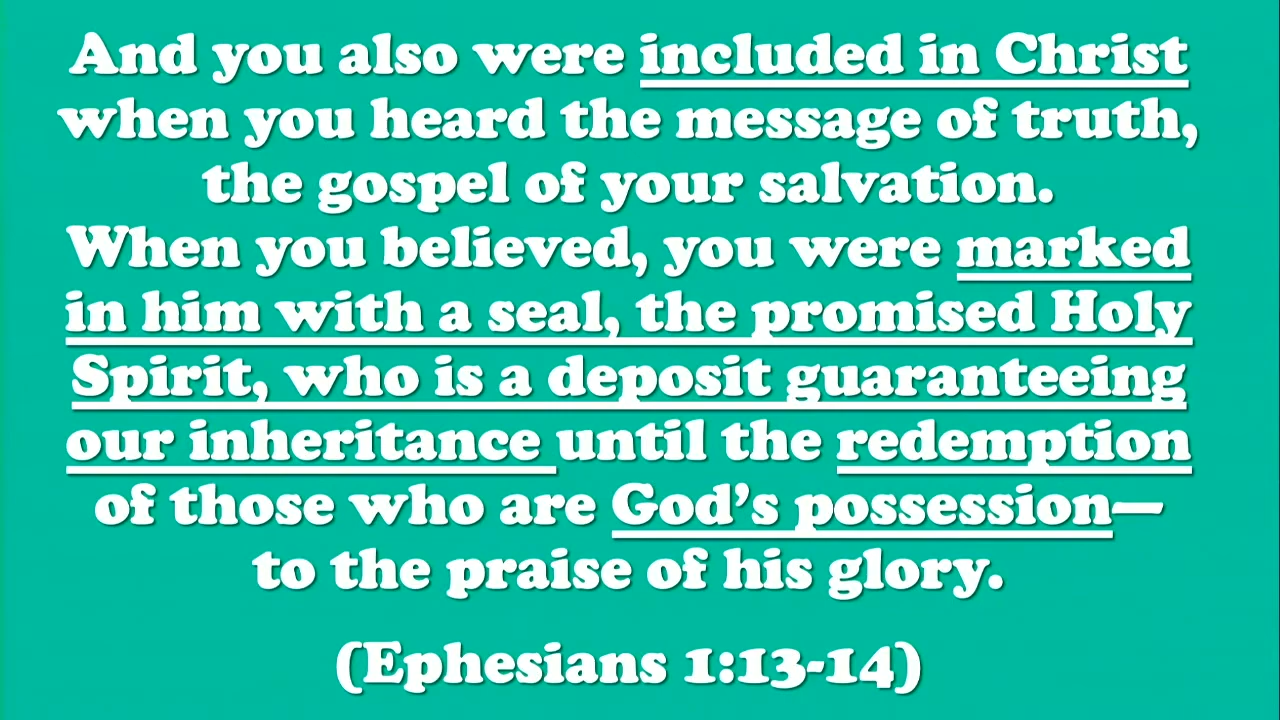 And you also were included in Christ
when you heard the message of truth,
the gospel of your salvation.
When you believed, you were marked
in him with a seal, the promised Holy
Spirit, who is a deposit guaranteeing
our inheritance until the redemption
of those who are God’s possession—
to the praise of his glory.
(Ephesians 1:13-14)